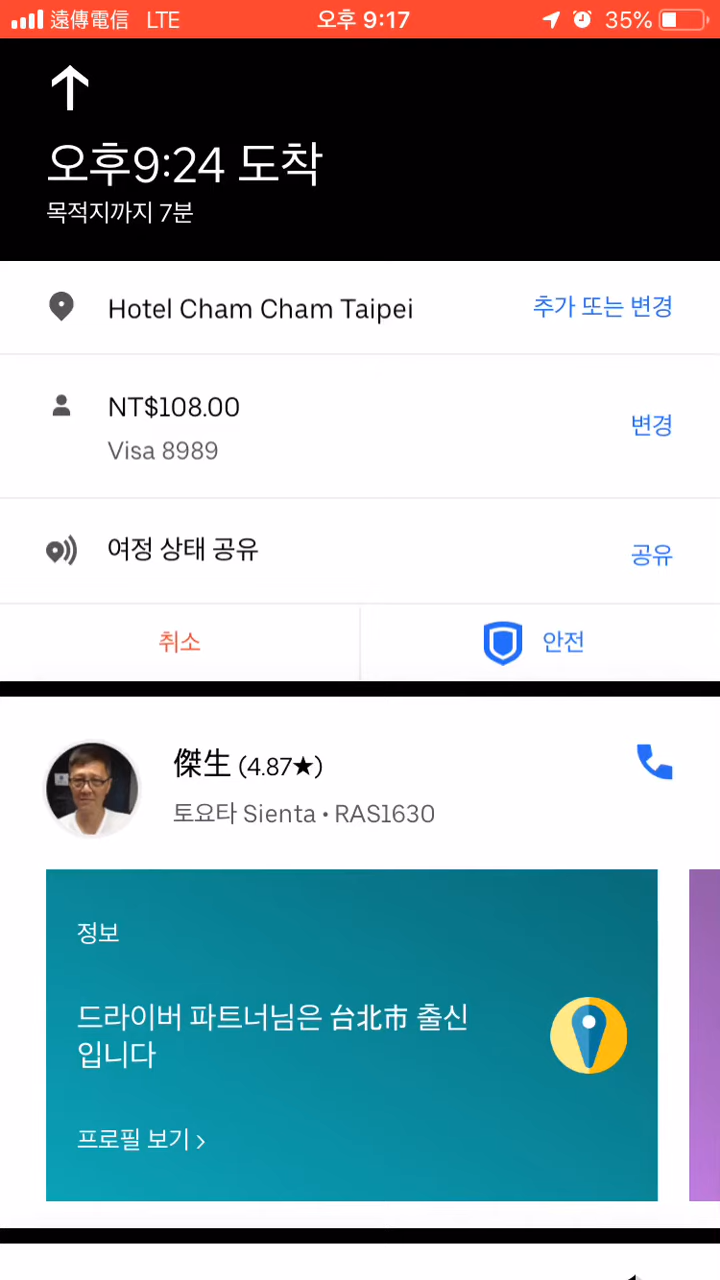 遠傳電信 LTE 오후 9:17 35%
오후9:24 도착
목적지까지 7분
Hotel Cham Cham Taipei 추가 또는 변경
NT$108.00
변경
Visa 8989
여정 상태 공유 공유
취소 안전
傑生 (4.87★)
토요타 Sienta • RAS1630
정보
드라이버 파트너님은 台北市 출신
입니다
프로필 보기 ›